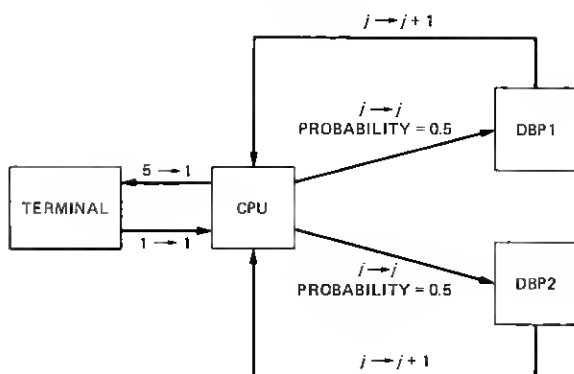 j → j + 1
j → j
PROBABILITY = 0.5
DBP1
5 → 1
TERMINAL
CPU
1 → 1
j → j
PROBABILITY = 0.5
DBP2
j → j + 1